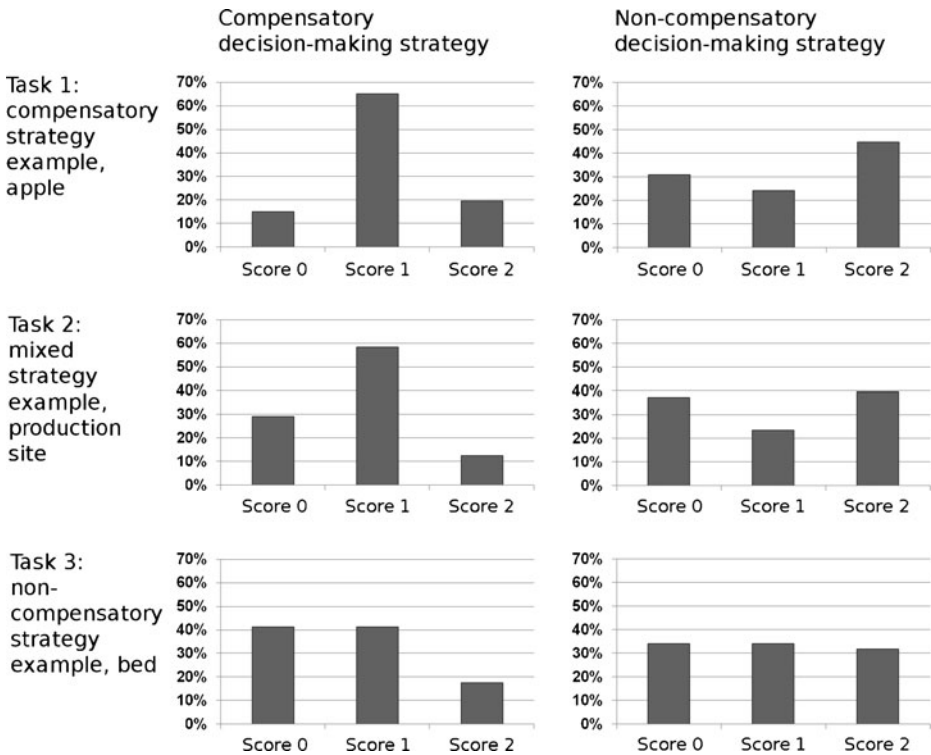 Compensatory
decision-making strategy
Non-compensatory
decision-making strategy
Task 1:
compensatory
strategy
example,
apple
70%
60%
50%
40%
30%
20%
10%
0%
Score 0 Score 1 Score 2
70%
60%
50%
40%
30%
20%
10%
0%
Score 0 Score 1 Score 2
Task 2:
mixed
strategy
example,
production
site
70%
60%
50%
40%
30%
20%
10%
0%
Score 0 Score 1 Score 2
70%
60%
50%
40%
30%
20%
10%
0%
Score 0 Score 1 Score 2
Task 3:
non-
compensatory
strategy
example, bed
70%
60%
50%
40%
30%
20%
10%
0%
Score 0 Score 1 Score 2
70%
60%
50%
40%
30%
20%
10%
0%
Score 0 Score 1 Score 2